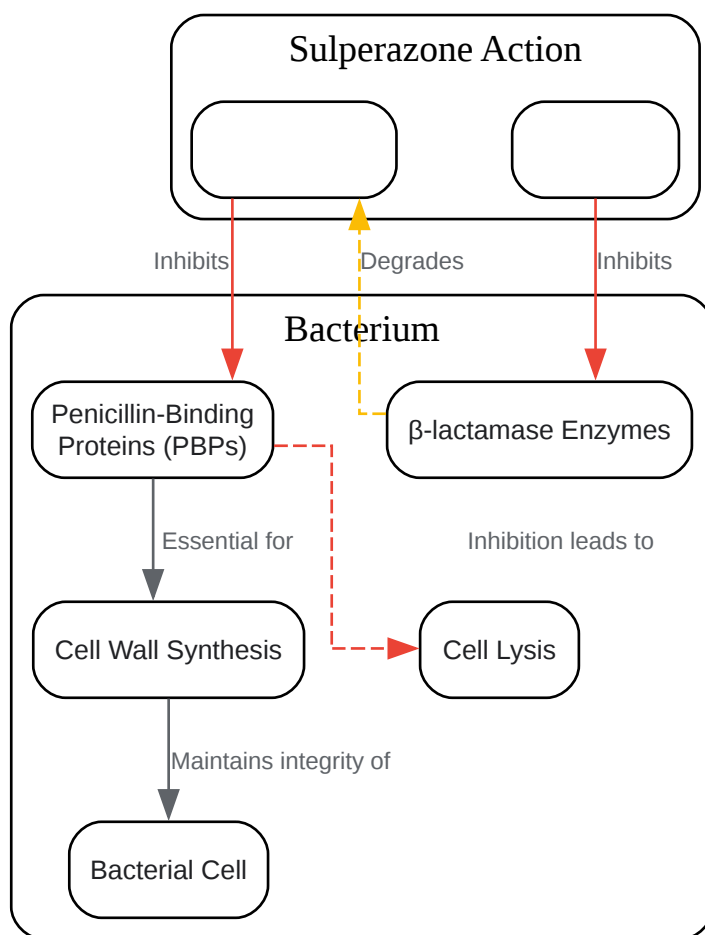 Sulperazone Action
Inhibits
Degrades
Inhibits
Bacterium
Penicillin-Binding
Proteins (PBPs)
β-lactamase Enzymes
Essential for
Inhibition leads to
Cell Wall Synthesis
Cell Lysis
Maintains integrity of
Bacterial Cell